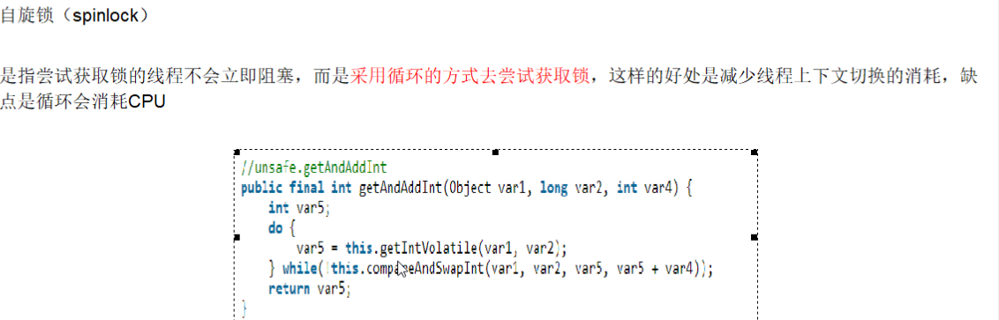 自旋锁（spinlock）
是指尝试获取锁的线程不会立即阻塞，而是采用循环的方式去尝试获取锁，这样的好处是减少线程上下文切换的消耗，缺
点是循环会消耗CPU
//unsafe.getAndAddInt
public final int getAndAddInt(Object var1, long var2, int var4) {
int var5;
do {
var5 = this.getIntVolatile(var1, var2);
} while(!this.compareAndSwapInt(var1, var2, var5, var5 + var4));
return var5;
}